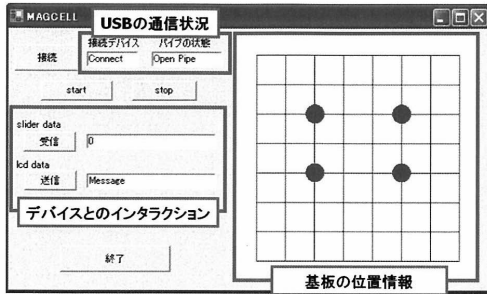 MAGCELL
USBの通信状況
接続デバイス パイプの状態
接続 Connect Open Pipe
start stop
slider data
受信 0
lcd data
送信 Message
デバイスとのインタラクション
終了
基板の位置情報